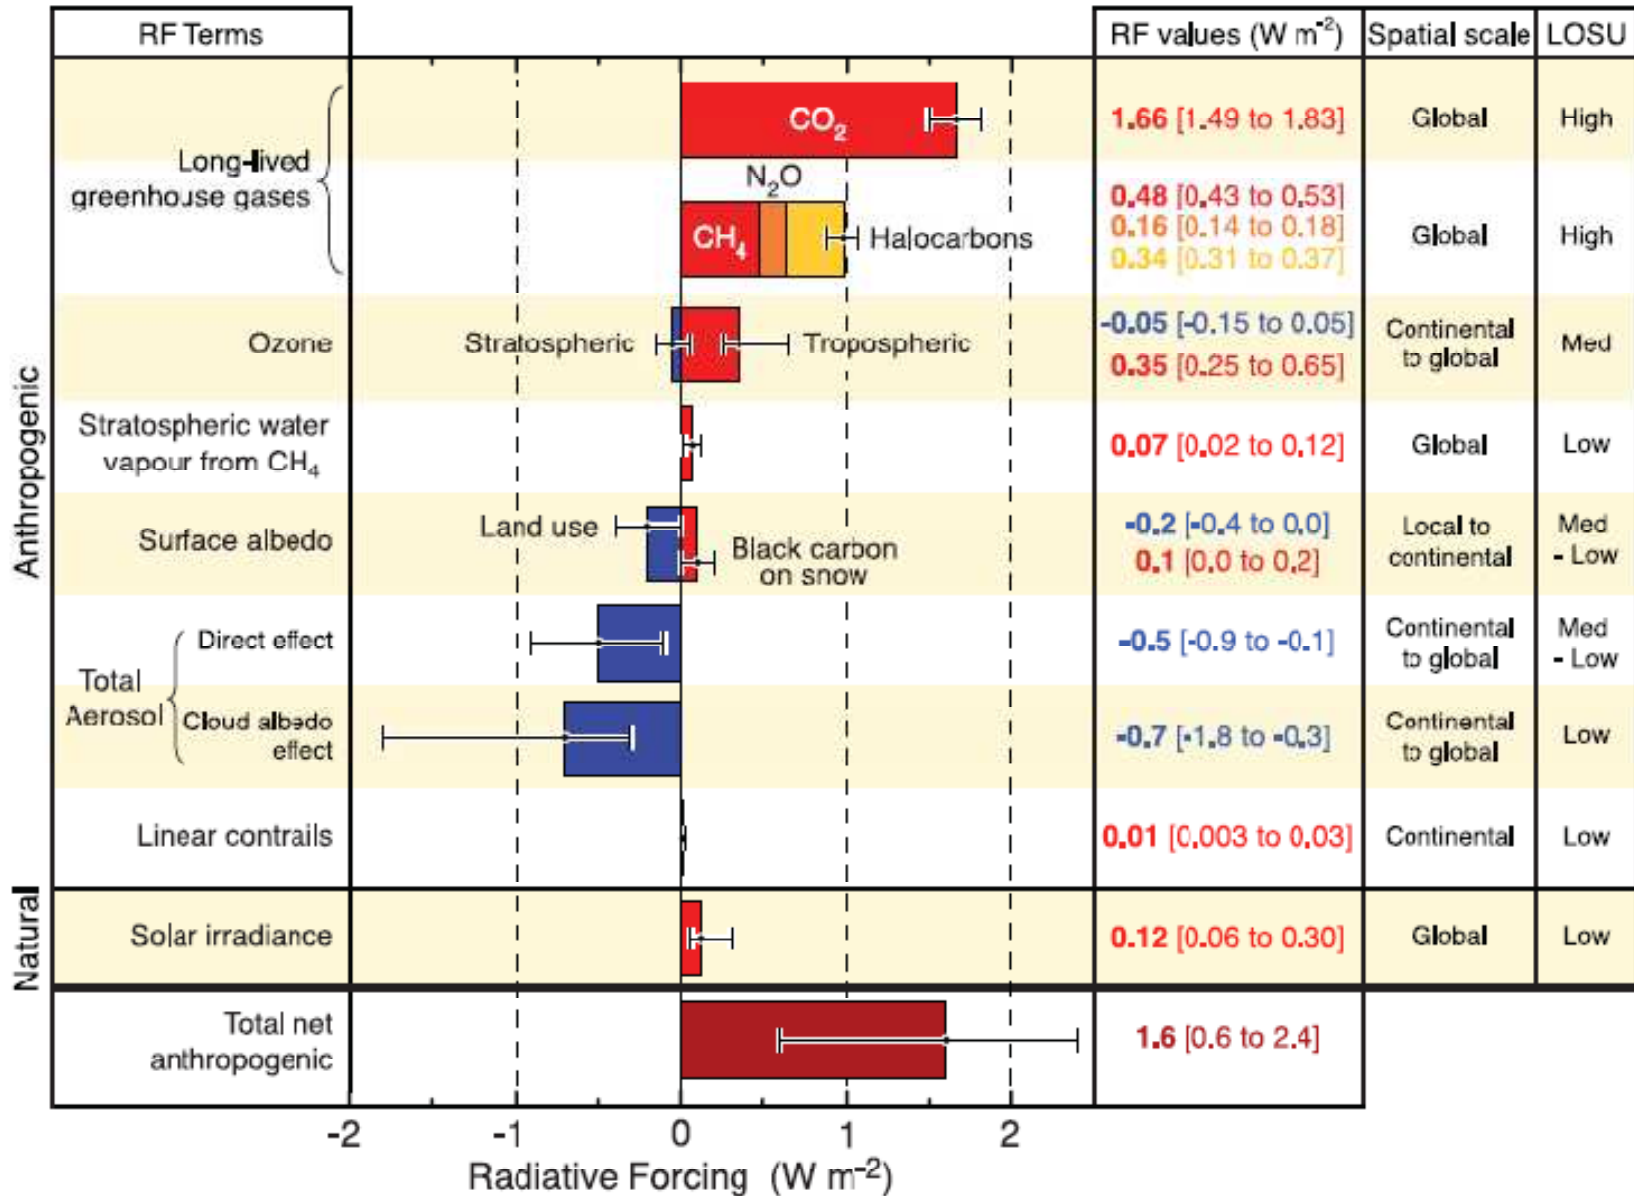 RF Terms
RF values (W m⁻²)
Spatial scale
LOSU
Anthropogenic
Long-lived
greenhouse gases
CO₂
1.66 [1.49 to 1.83]
Global
High
N₂O
CH₄
Halocarbons
0.48 [0.43 to 0.53]
0.16 [0.14 to 0.18]
0.34 [0.31 to 0.37]
Global
High
Ozone
Stratospheric
Tropospheric
-0.05 [-0.15 to 0.05]
0.35 [0.25 to 0.65]
Continental
to global
Med
Stratospheric water
vapour from CH₄
0.07 [0.02 to 0.12]
Global
Low
Surface albedo
Land use
Black carbon
on snow
-0.2 [-0.4 to 0.0]
0.1 [0.0 to 0.2]
Local to
continental
Med
- Low
Total
Aerosol
Direct effect
-0.5 [-0.9 to -0.1]
Continental
to global
Med
- Low
Cloud albedo
effect
-0.7 [-1.8 to -0.3]
Continental
to global
Low
Linear contrails
0.01 [0.003 to 0.03]
Continental
Low
Natural
Solar irradiance
0.12 [0.06 to 0.30]
Global
Low
Total net
anthropogenic
1.6 [0.6 to 2.4]
-2 -1 0 1 2
Radiative Forcing (W m⁻²)